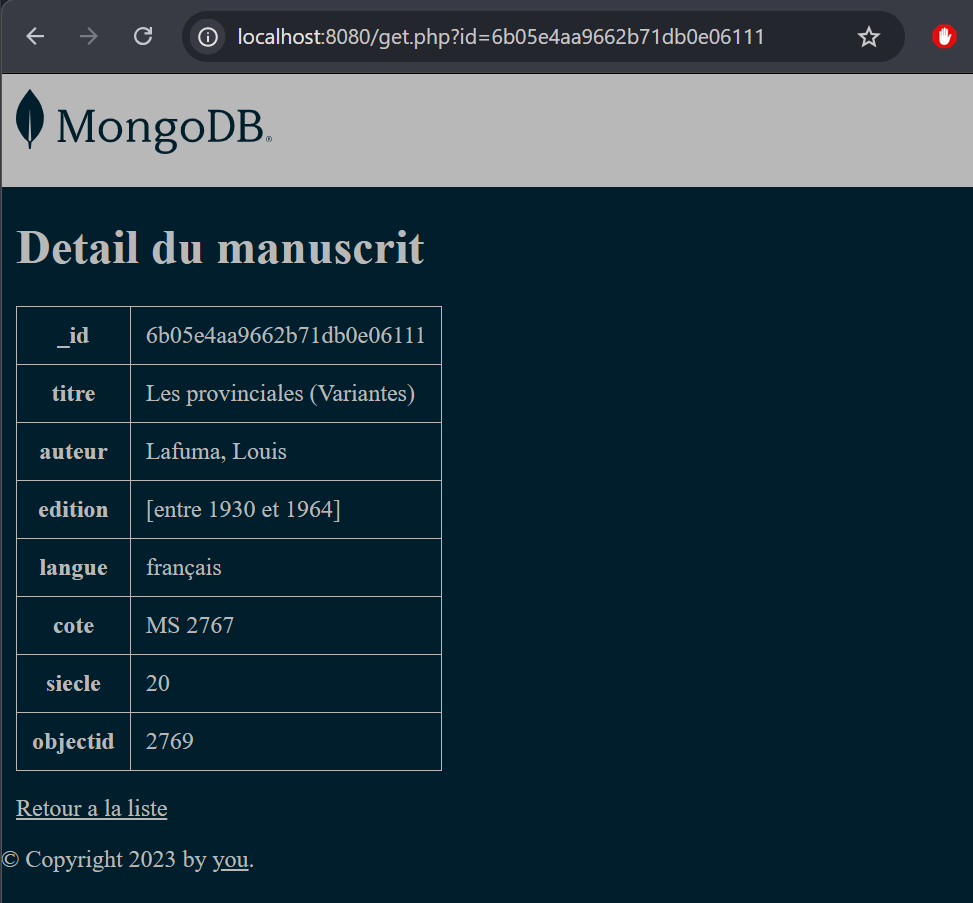 localhost:8080/get.php?id=6b05e4aa9662b71db0e06111
MongoDB®
Detail du manuscrit
_id 6b05e4aa9662b71db0e06111
titre Les provinciales (Variantes)
auteur Lafuma, Louis
edition [entre 1930 et 1964]
langue français
cote MS 2767
siecle 20
objectid 2769
Retour a la liste
© Copyright 2023 by you.